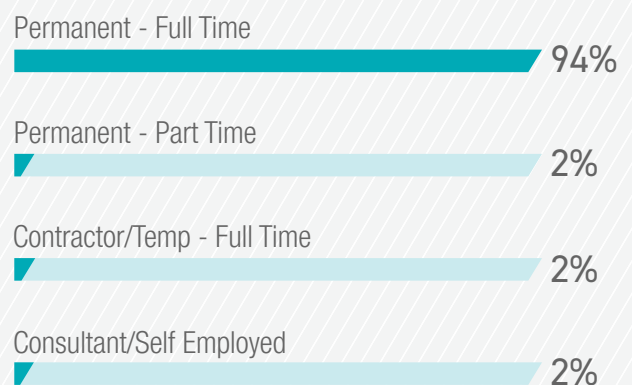 Permanent - Full Time
94%
Permanent - Part Time
2%
Contractor/Temp - Full Time
2%
Consultant/Self Employed
2%